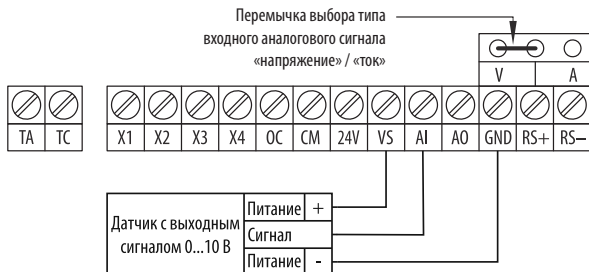 Перемычка выбора типа
входного аналогового сигнала
«напряжение» / «ток»
V A
TA TC X1 X2 X3 X4 OC CM 24V VS AI AO GND RS+ RS–
Датчик с выходным
сигналом 0...10 В
Питание +
Сигнал
Питание -